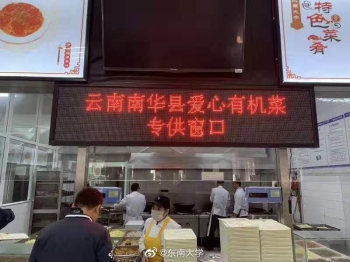 特色菜肴
云南南华县爱心有机菜
专供窗口
@东南大学